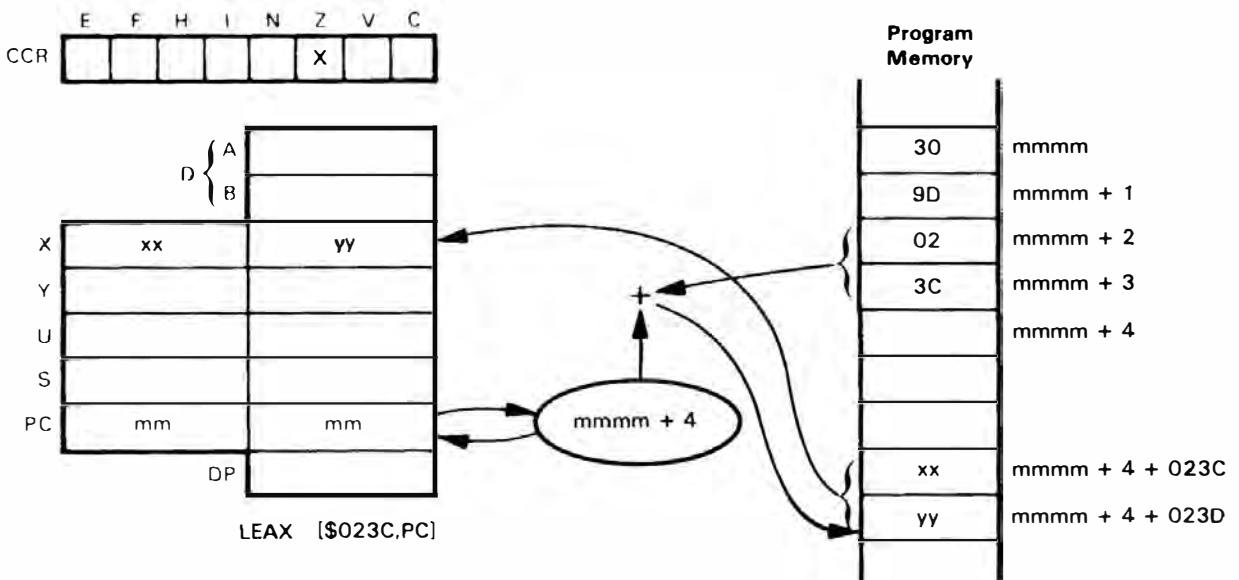 E F H I N Z V C
CCR X
D A
B
X xx yy
Y
U
S
PC mm mm
DP
LEAX [$023C,PC]
+
mmmm + 4
Program
Memory
30 mmmm
9D mmmm + 1
02 mmmm + 2
3C mmmm + 3
mmmm + 4
xx mmmm + 4 + 023C
yy mmmm + 4 + 023D